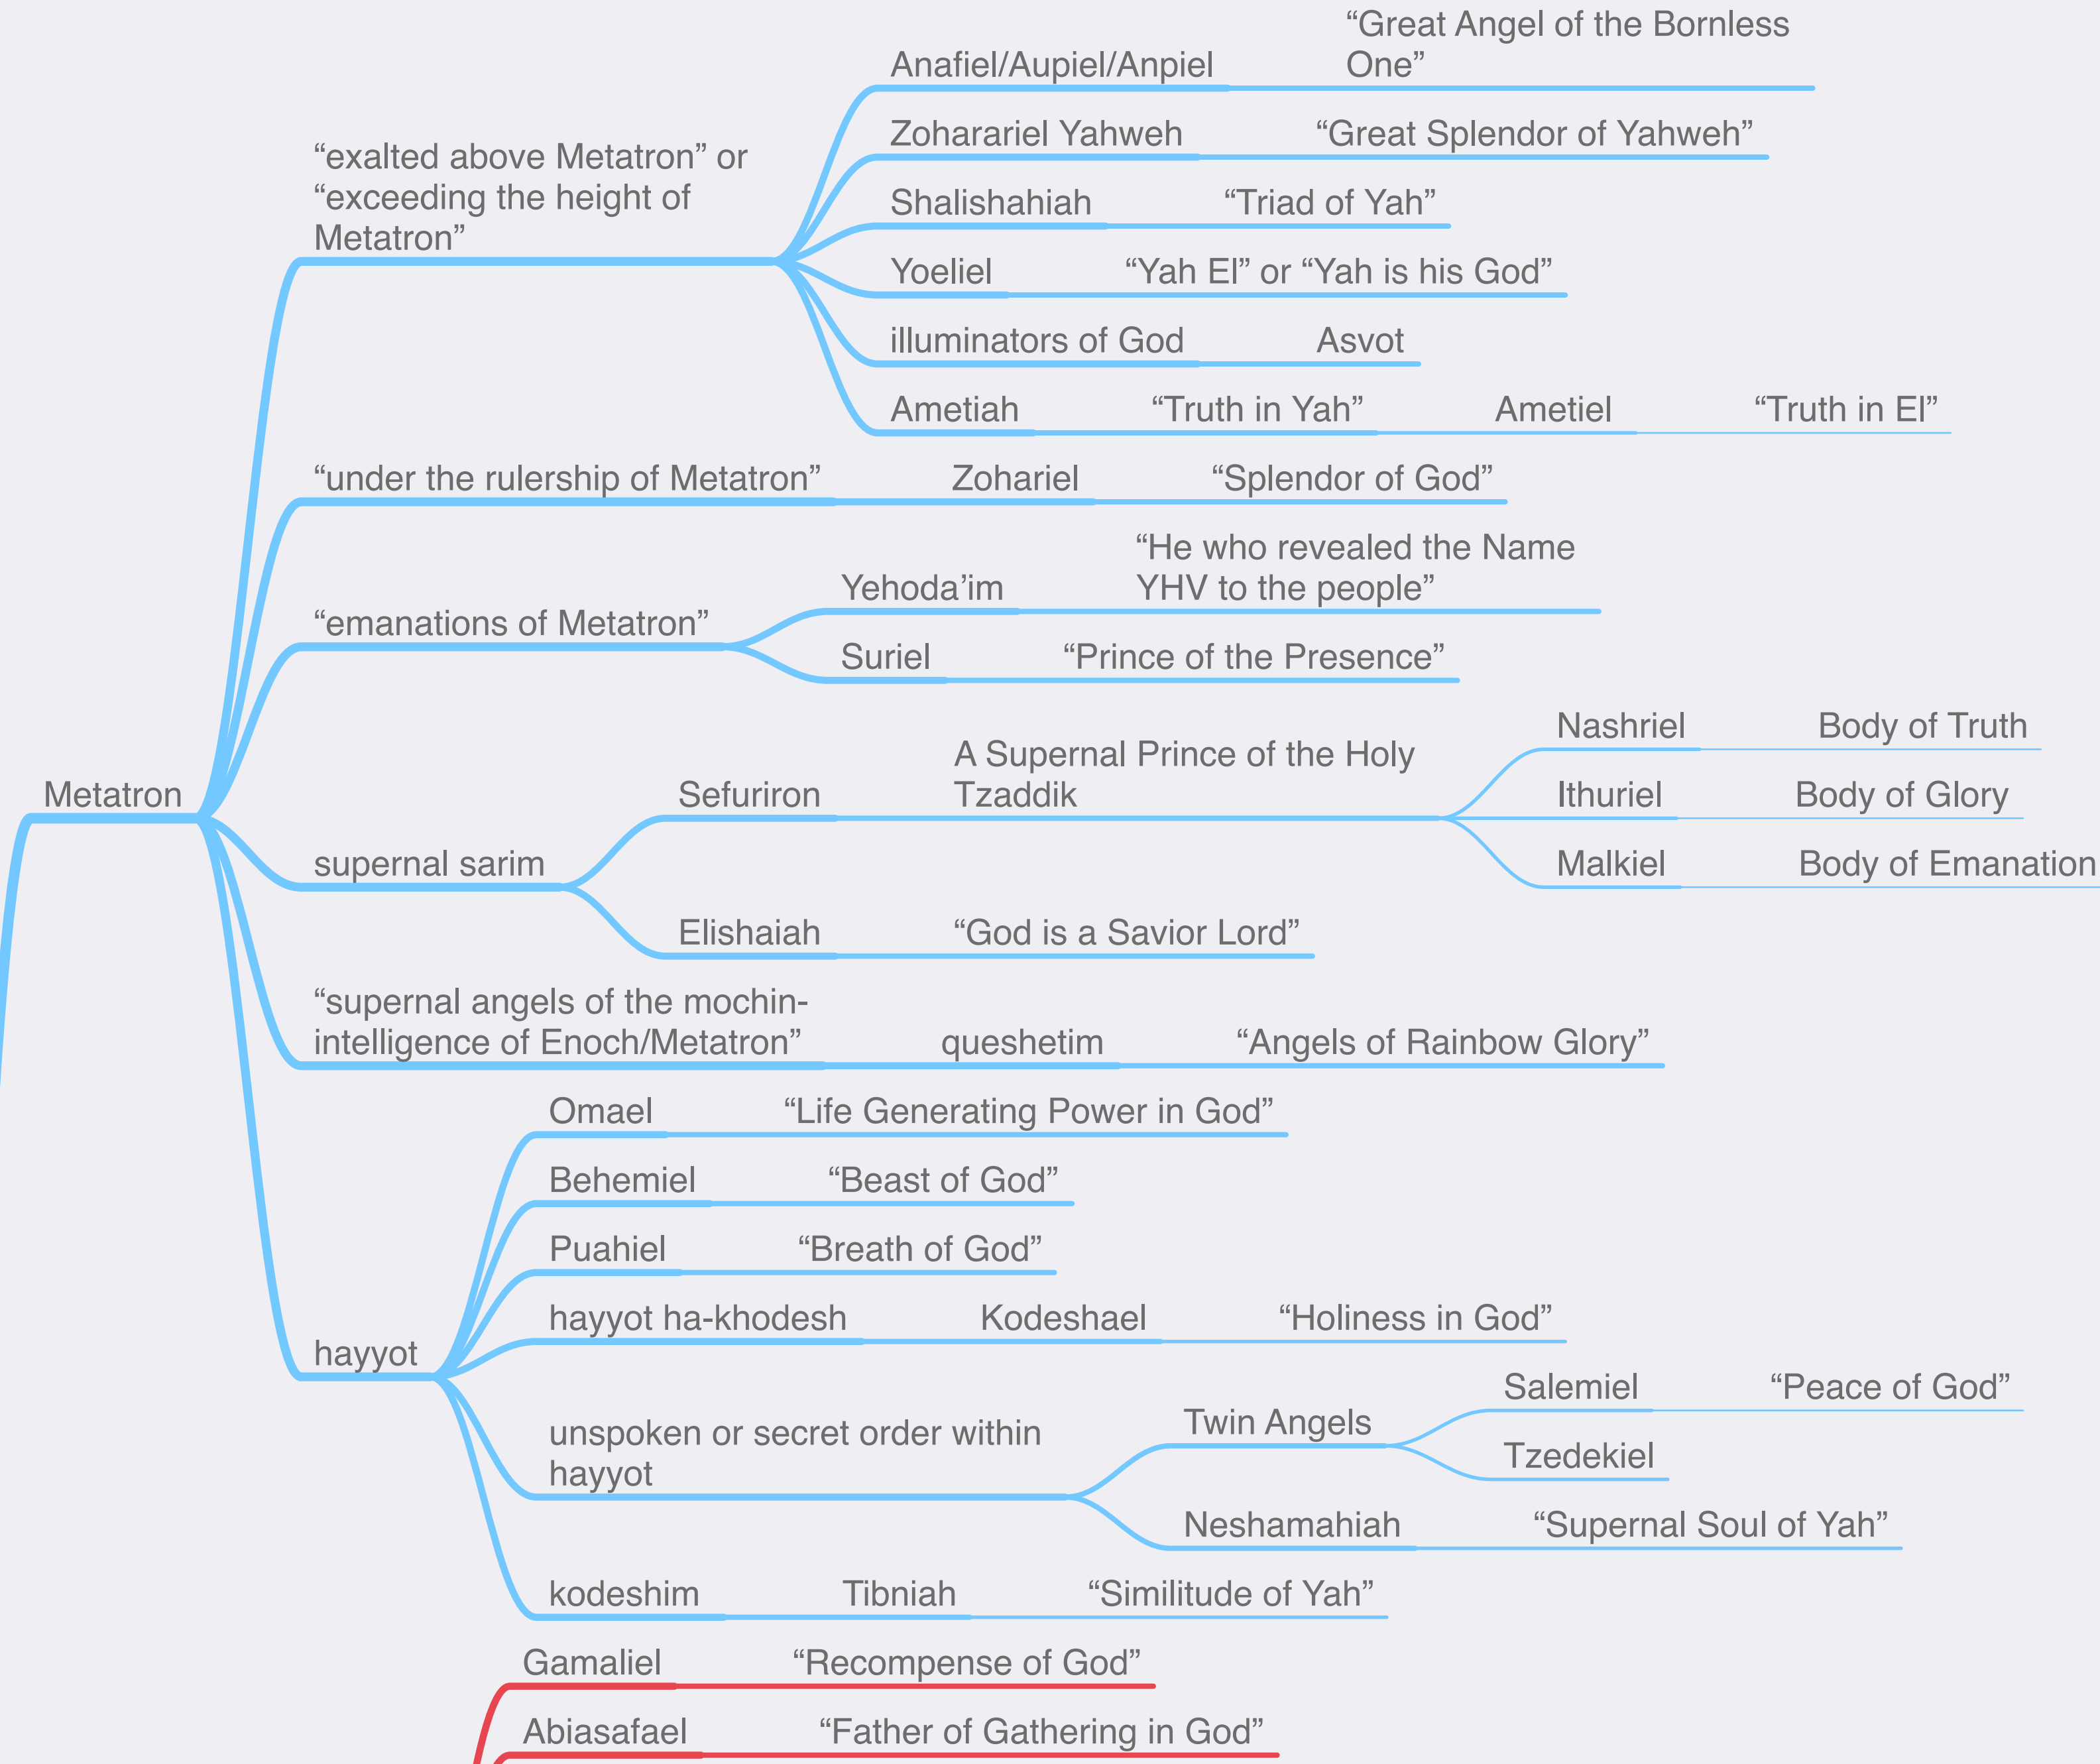 “Great Angel of the Bornless
One”
Anafiel/Aupiel/Anpiel
Zoharariel Yahweh “Great Splendor of Yahweh”
“exalted above Metatron” or
“exceeding the height of
Metatron”
Shalishahiah “Triad of Yah”
Yoeliel “Yah El” or “Yah is his God”
illuminators of God Asvot
Ametiah “Truth in Yah” Ametiel “Truth in El”
“under the rulership of Metatron” Zohariel “Splendor of God”
“He who revealed the Name
YHV to the people”
Yehoda’im
“emanations of Metatron”
Suriel “Prince of the Presence”
Nashriel Body of Truth
A Supernal Prince of the Holy
Tzaddik
Metatron
Sefuriron
Ithuriel Body of Glory
supernal sarim
Malkiel Body of Emanation
Elishaiah “God is a Savior Lord”
“supernal angels of the mochin-
intelligence of Enoch/Metatron” queshetim “Angels of Rainbow Glory”
Omael “Life Generating Power in God”
Behemiel “Beast of God”
Puahiel “Breath of God”
hayyot ha-khodesh Kodeshael “Holiness in God”
hayyot
Salemiel “Peace of God”
unspoken or secret order within
hayyot
Twin Angels
Tzedekiel
Neshamahiah “Supernal Soul of Yah”
kodeshim Tibniah “Similitude of Yah”
Gamaliel “Recompense of God”
Abiasafael “Father of Gathering in God”